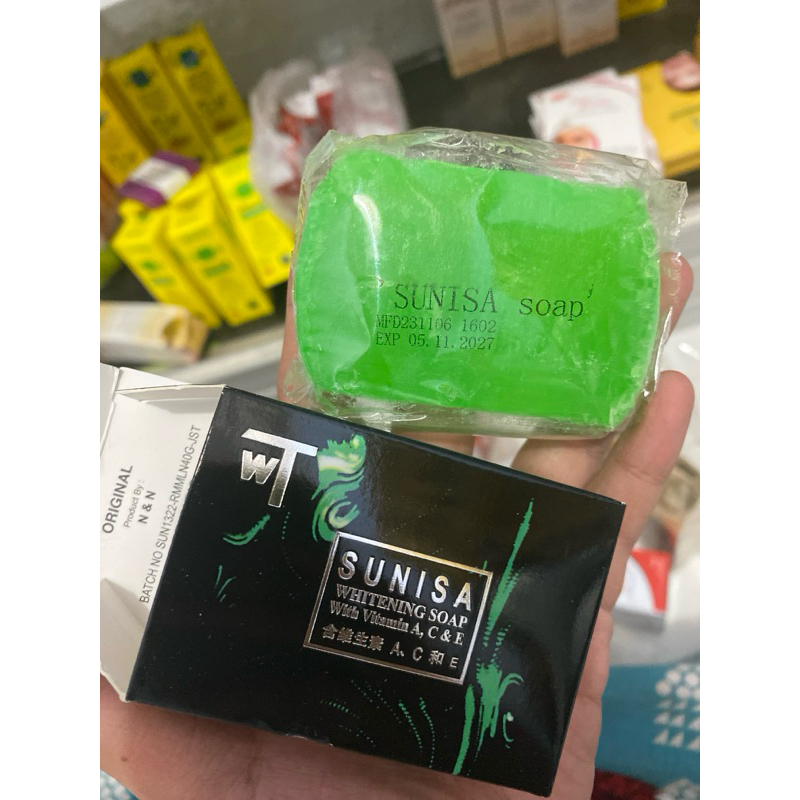 SUNISA soap
MFD231106 1602
EXP 05.11.2027
ORIGINAL
Product By :
N & N
BATCH NO SUN1322-RMMLN40G-JST
WT
SUNISA
WHITENING SOAP
With Vitamin A, C & E
含維生素 A, C 和 E